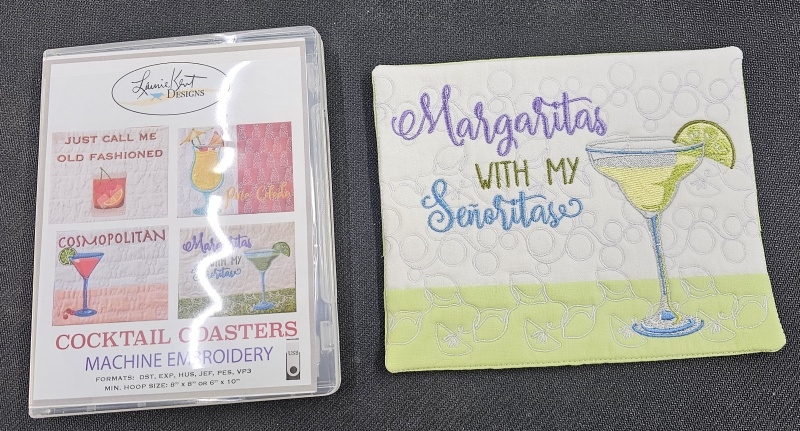 Laurie Kent
DESIGNS
JUST CALL ME
OLD FASHIONED
Pina Colada
COSMOPOLITAN
Margaritas
WITH MY
Señoritas
COCKTAIL COASTERS
MACHINE EMBROIDERY
FORMATS: DST, EXP, HUS, JEF, PES, VP3
MIN. HOOP SIZE: 8" X 8" OR 6" X 10"
USB
Margaritas
WITH MY
Señoritas